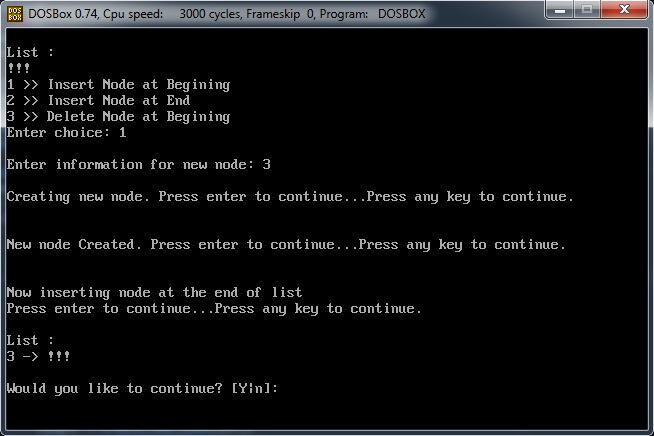 DOS
BOX
DOSBox 0.74, Cpu speed:    3000 cycles, Frameskip  0, Program:   DOSBOX
List :
!!!
1 >> Insert Node at Begining
2 >> Insert Node at End
3 >> Delete Node at Begining
Enter choice: 1
Enter information for new node: 3
Creating new node. Press enter to continue...Press any key to continue.
New node Created. Press enter to continue...Press any key to continue.
Now inserting node at the end of list
Press enter to continue...Press any key to continue.
List :
3 -> !!!
Would you like to continue? [Y|n]: